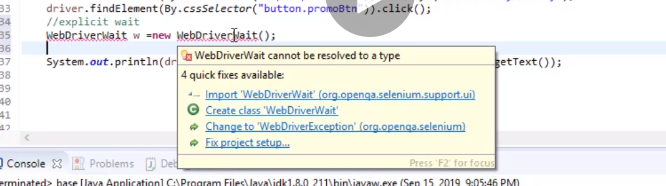 33
driver.findElement(By.cssSelector("button.promoBtn")).click();
34
//explicit wait
35
WebDriverWait w =new WebDriverWait();
36
37
System.out.println(dr
getText());
38
39
40
41
42
WebDriverWait cannot be resolved to a type
4 quick fixes available:
Import 'WebDriverWait' (org.openqa.selenium.support.ui)
Create class 'WebDriverWait'
Change to 'WebDriverException' (org.openqa.selenium)
Fix project setup...
Press 'F2' for focus
Console
Problems
Deb
terminated> base [Java Application] C:\Program Files\Java\jdk1.8.0_211\bin\javaw.exe (Sep 15, 2019, 9:05:46 PM)